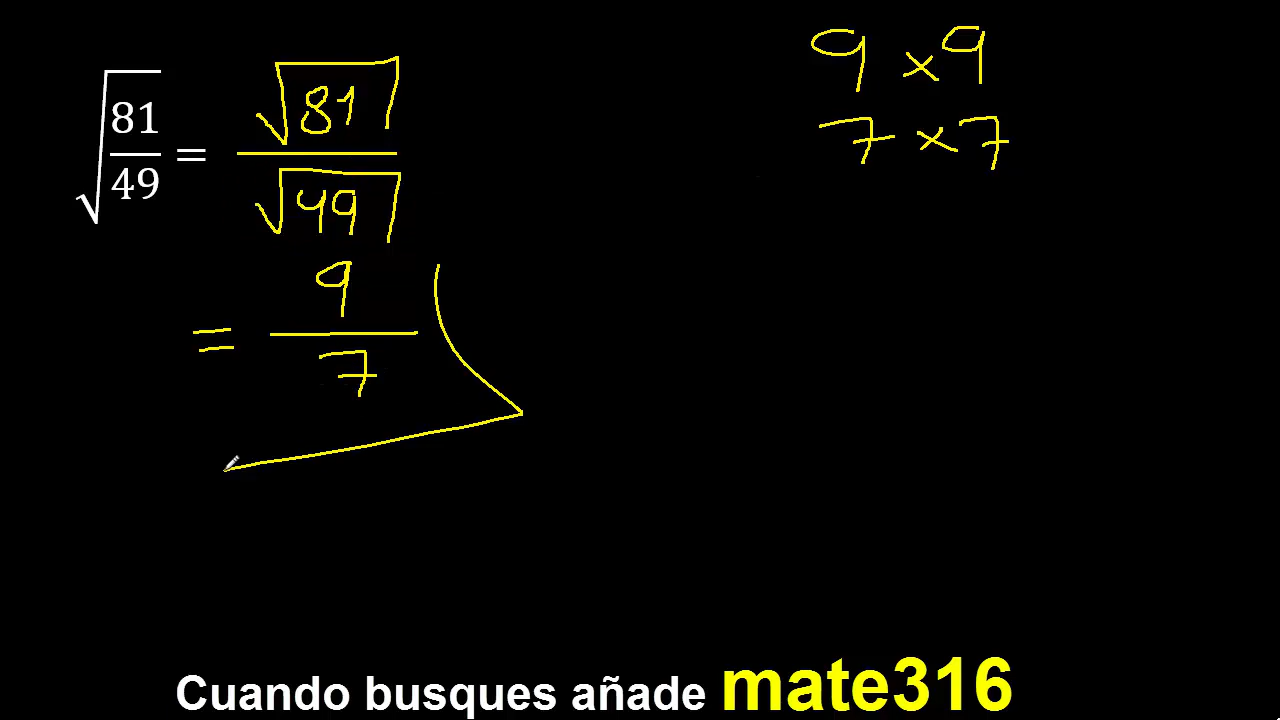 √(81/49) = √81/√49
= 9/7
9 × 9
7 × 7
Cuando busques añade mate316